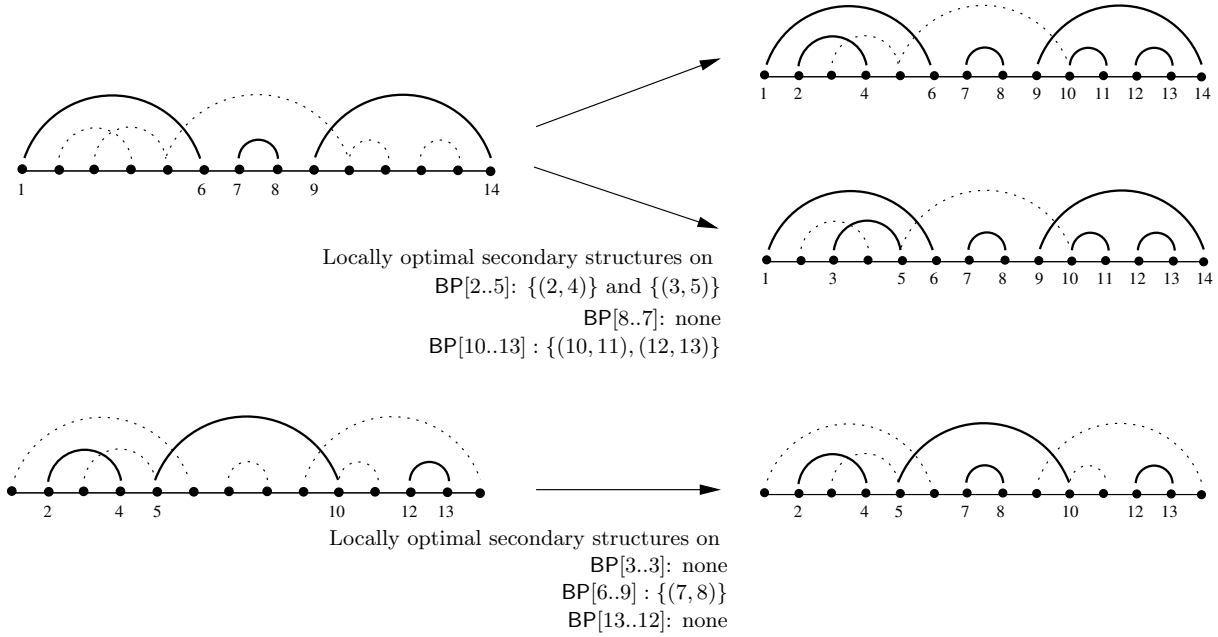 1 2 4 6 7 8 9 10 11 12 13 14
1 6 7 8 9 14
1 3 5 6 7 8 9 10 11 12 13 14
Locally optimal secondary structures on
BP[2..5]: {(2, 4)} and {(3, 5)}
BP[8..7]: none
BP[10..13] : {(10, 11), (12, 13)}
2 4 5 10 12 13
2 4 5 7 8 10 12 13
Locally optimal secondary structures on
BP[3..3]: none
BP[6..9] : {(7, 8)}
BP[13..12]: none